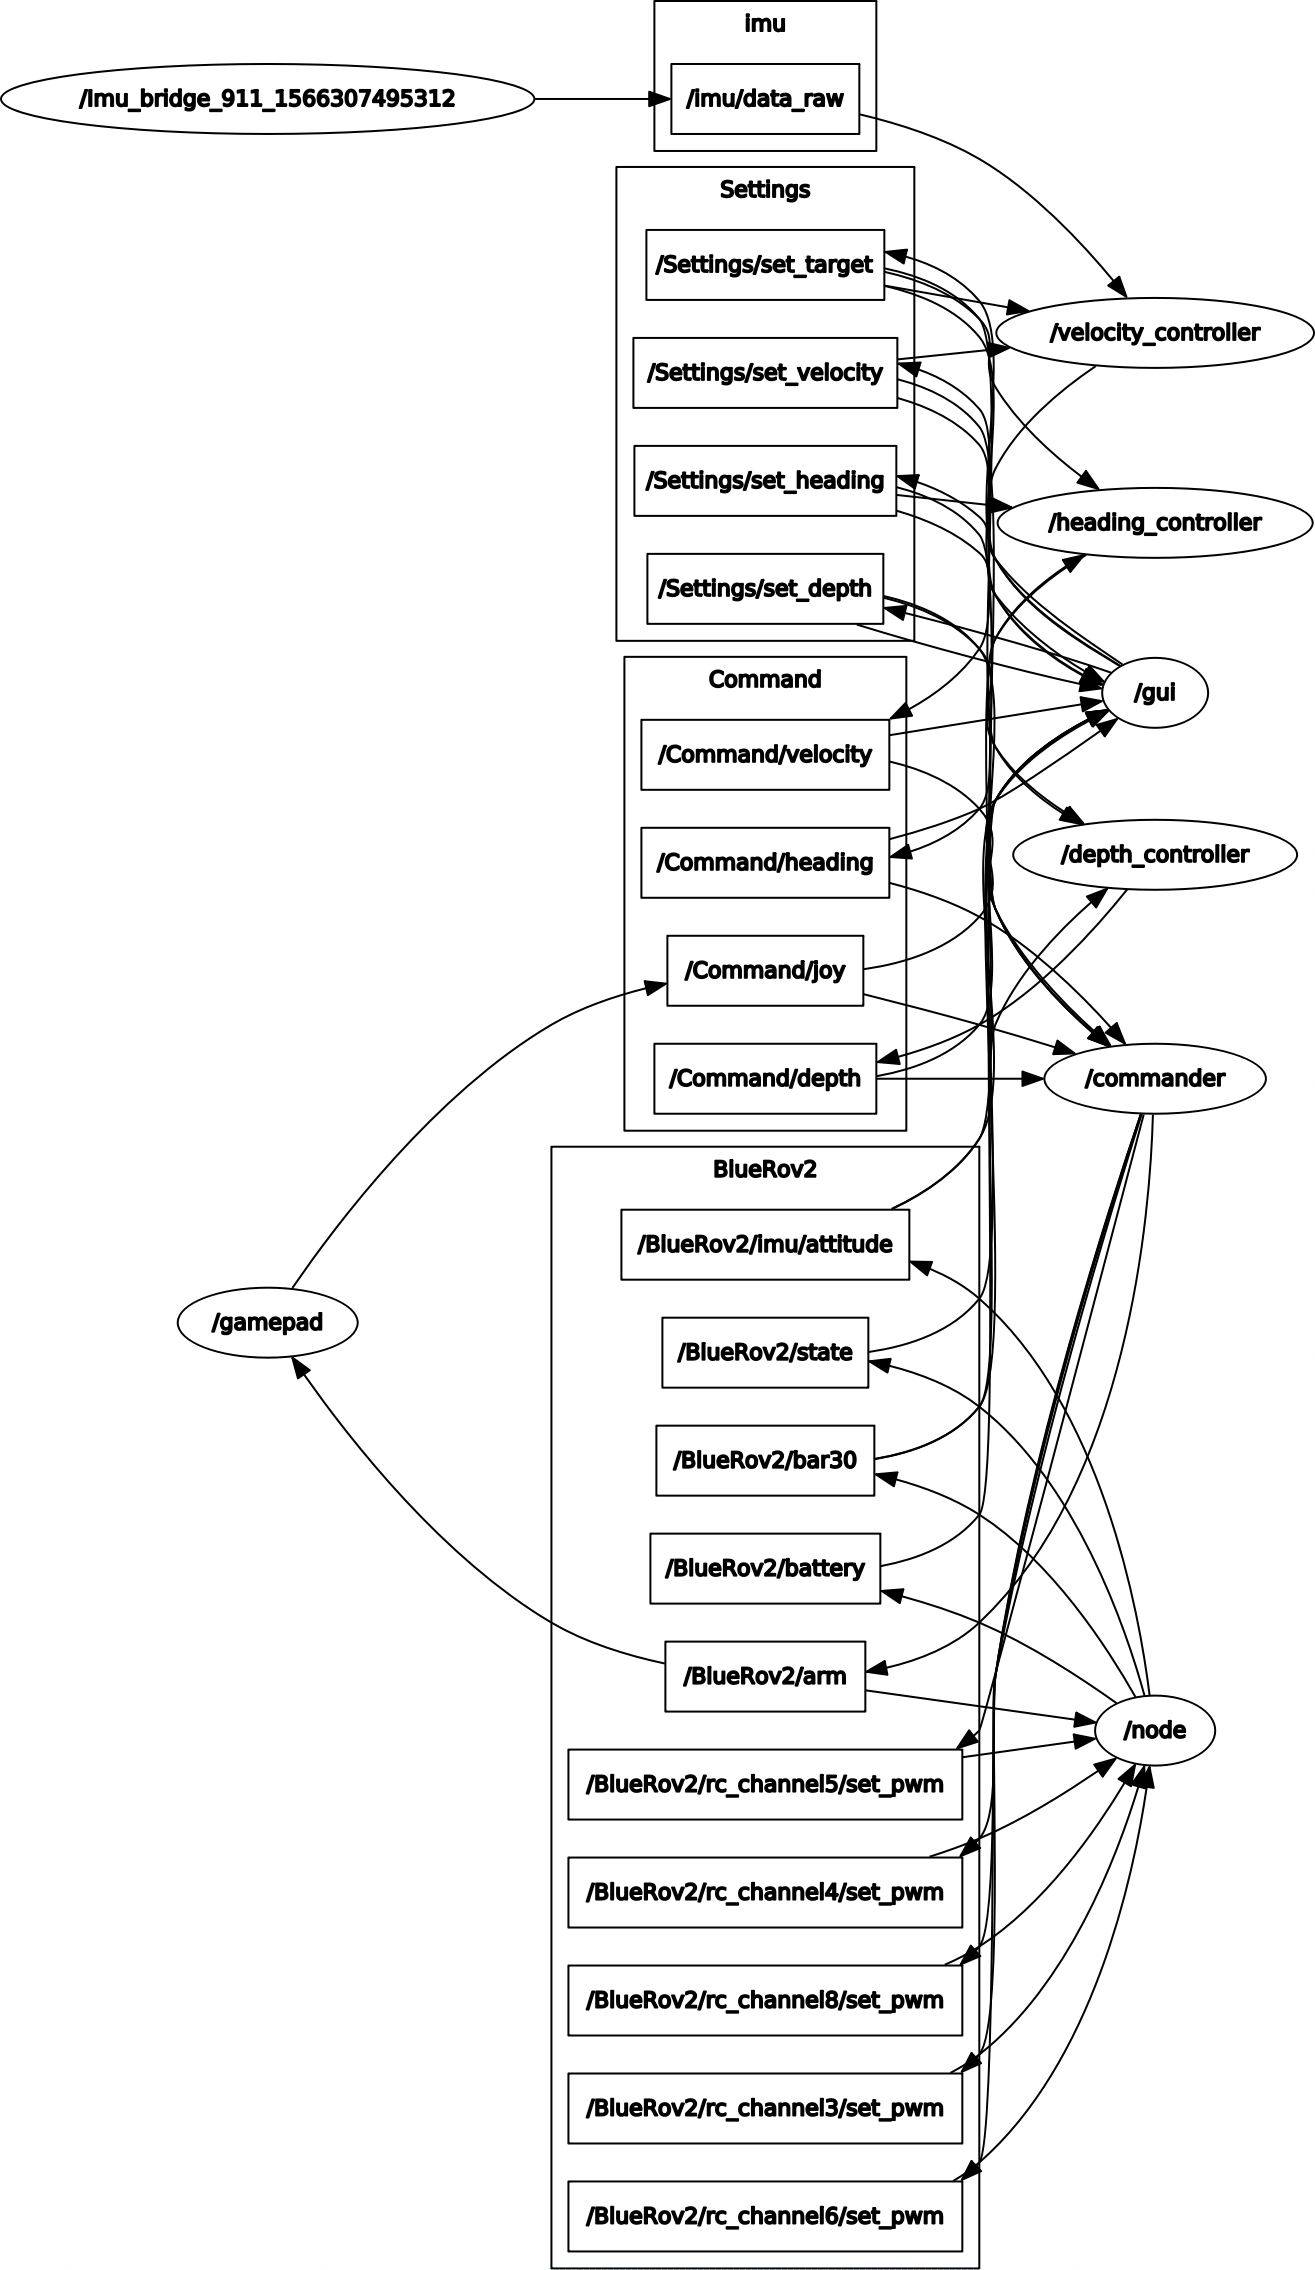 imu
/imu_bridge_911_1566307495312
/imu/data_raw
Settings
/Settings/set_target
/velocity_controller
/Settings/set_velocity
/Settings/set_heading
/heading_controller
/Settings/set_depth
Command
/gui
/Command/velocity
/Command/heading
/depth_controller
/Command/joy
/Command/depth
/commander
BlueRov2
/BlueRov2/imu/attitude
/gamepad
/BlueRov2/state
/BlueRov2/bar30
/BlueRov2/battery
/BlueRov2/arm
/node
/BlueRov2/rc_channel5/set_pwm
/BlueRov2/rc_channel4/set_pwm
/BlueRov2/rc_channel8/set_pwm
/BlueRov2/rc_channel3/set_pwm
/BlueRov2/rc_channel6/set_pwm